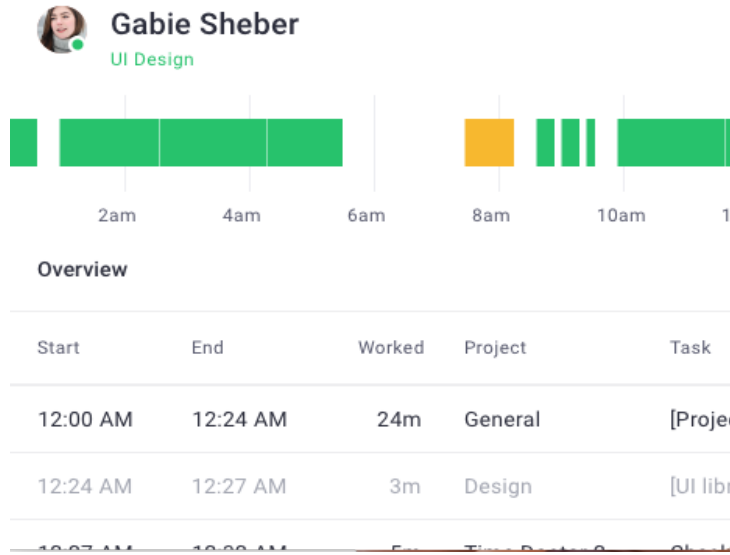 Gabie Sheber
UI Design
2am 4am 6am 8am 10am 1
Overview
Start End Worked Project Task
12:00 AM 12:24 AM 24m General [Proje
12:24 AM 12:27 AM 3m Design [UI libr